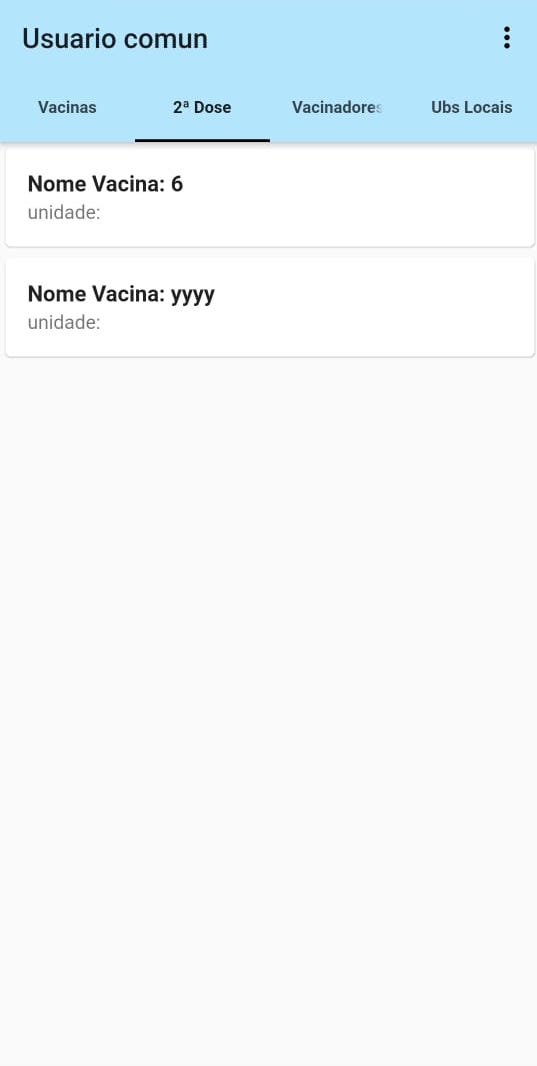 Usuario comun
Vacinas 2ª Dose Vacinadores Ubs Locais
Nome Vacina: 6
unidade:
Nome Vacina: yyyy
unidade: